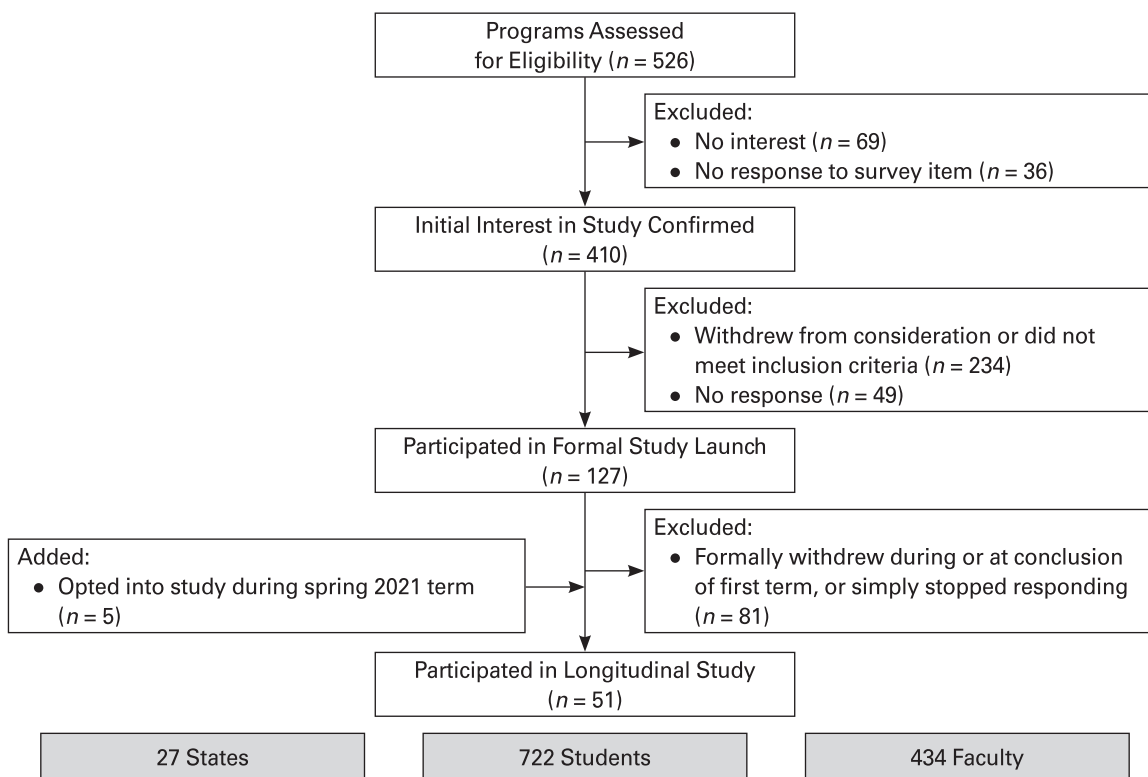 Programs Assessed
for Eligibility (n = 526)
Excluded:
● No interest (n = 69)
● No response to survey item (n = 36)
Initial Interest in Study Confirmed
(n = 410)
Excluded:
● Withdrew from consideration or did not
meet inclusion criteria (n = 234)
● No response (n = 49)
Participated in Formal Study Launch
(n = 127)
Excluded:
● Formally withdrew during or at conclusion
of first term, or simply stopped responding
(n = 81)
Added:
● Opted into study during spring 2021 term
(n = 5)
Participated in Longitudinal Study
(n = 51)
27 States
722 Students
434 Faculty